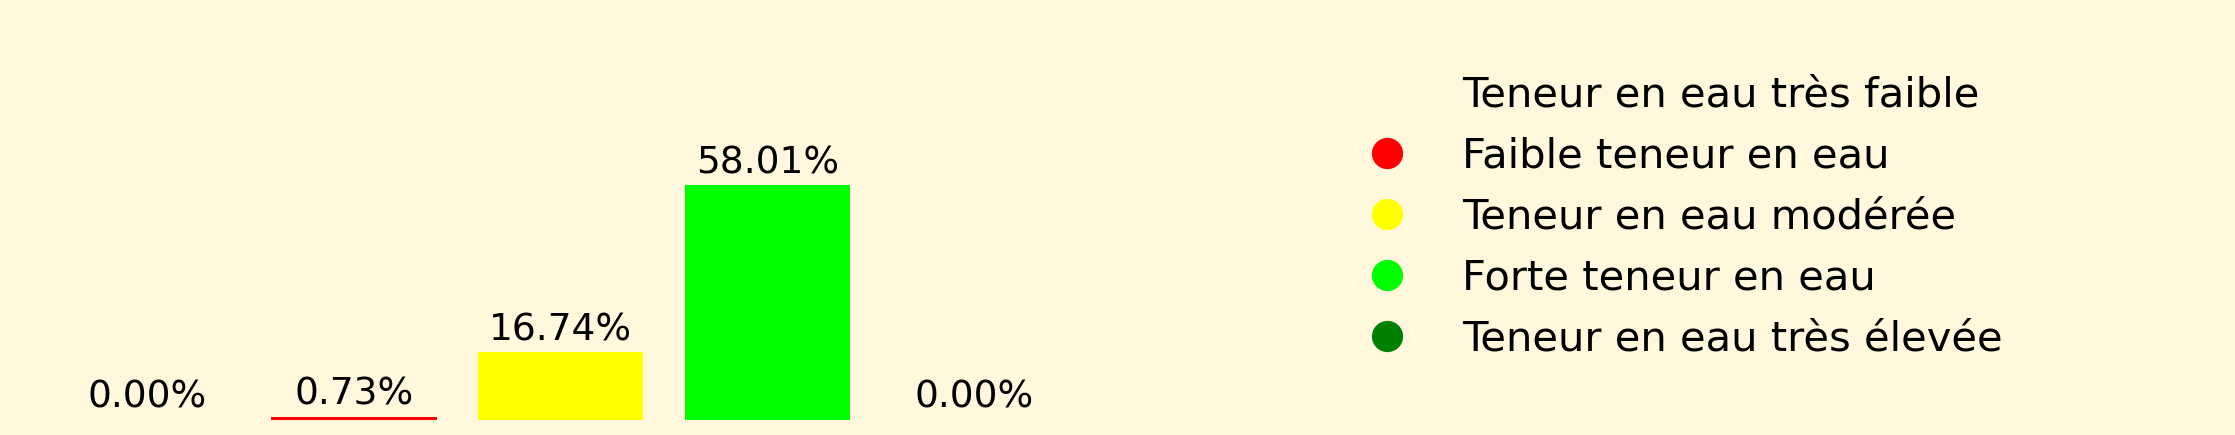 0.00%
0.73%
16.74%
58.01%
0.00%
Teneur en eau très faible
Faible teneur en eau
Teneur en eau modérée
Forte teneur en eau
Teneur en eau très élevée